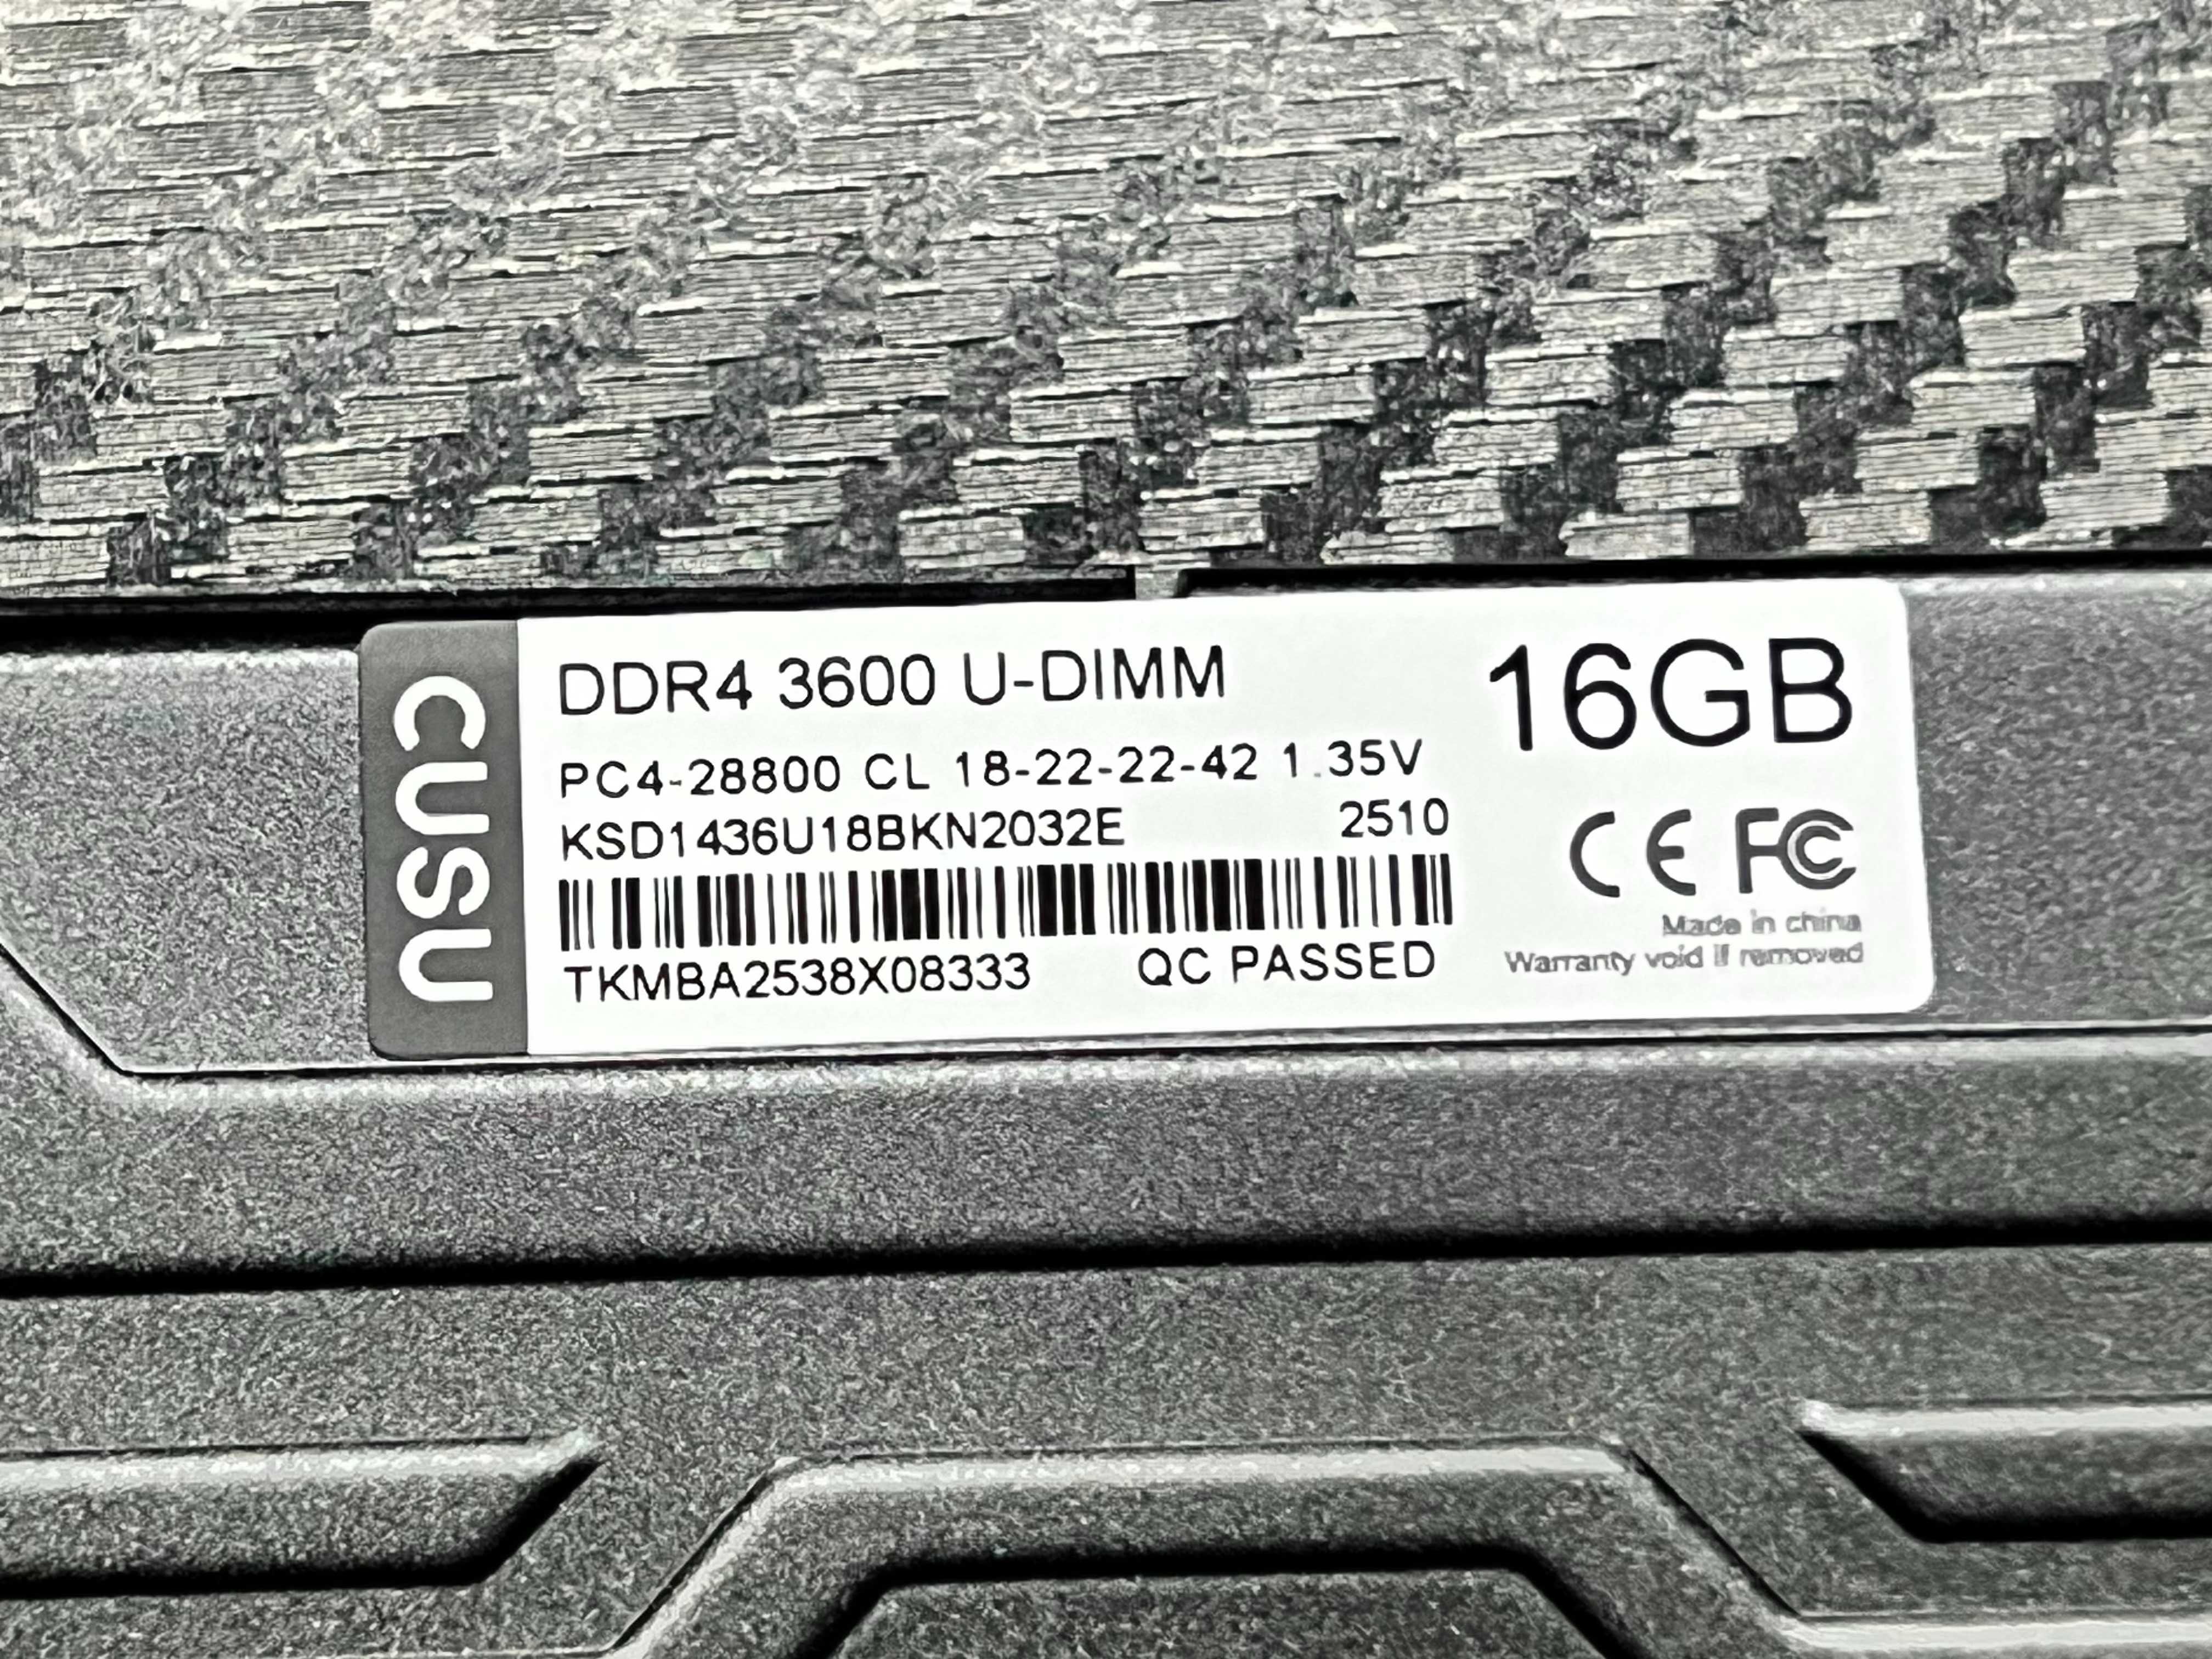 CUSU
DDR4 3600 U-DIMM
16GB
PC4-28800 CL 18-22-22-42 1.35V
KSD1436U18BKN2032E 2510
TKMBA2538X08333 QC PASSED
CE FC
Made in china
Warranty void if removed